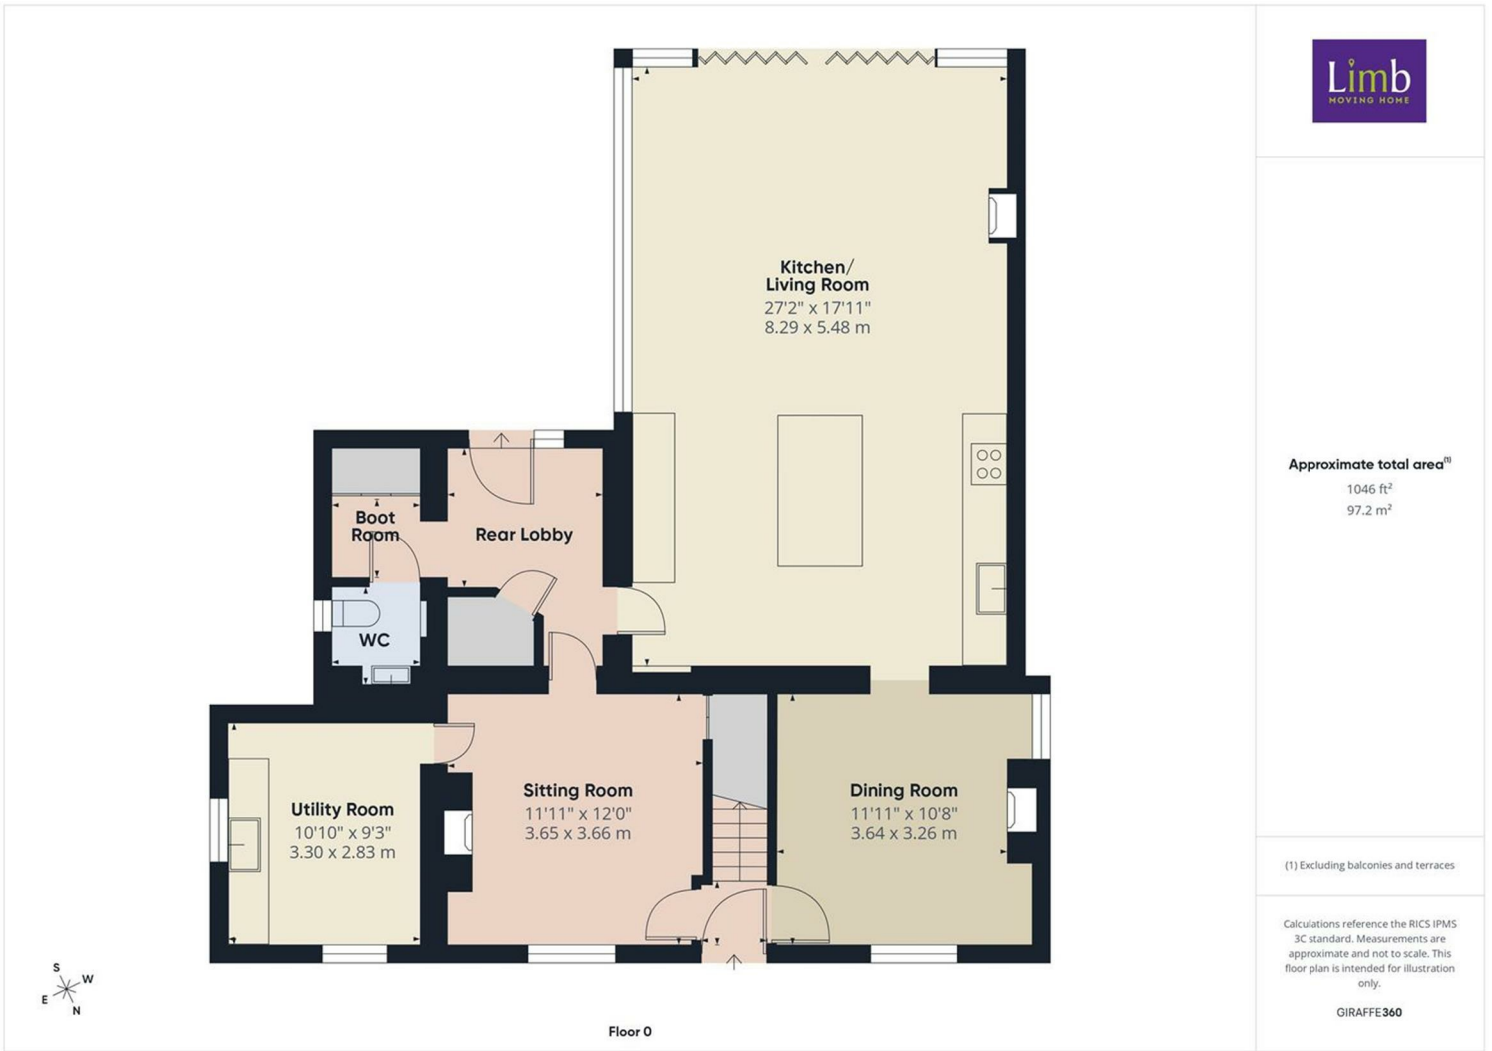 Limb
MOVING HOME
Kitchen/
Living Room
27'2" x 17'11"
8.29 x 5.48 m
Boot
Room
Rear Lobby
WC
Approximate total area(1)
1046 ft²
97.2 m²
Utility Room
10'10" x 9'3"
3.30 x 2.83 m
Sitting Room
11'11" x 12'0"
3.65 x 3.66 m
Dining Room
11'11" x 10'8"
3.64 x 3.26 m
(1) Excluding balconies and terraces
Calculations reference the RICS IPMS
3C standard. Measurements are
approximate and not to scale. This
floor plan is intended for illustration
only.
GIRAFFE360
S
W
E
N
Floor 0